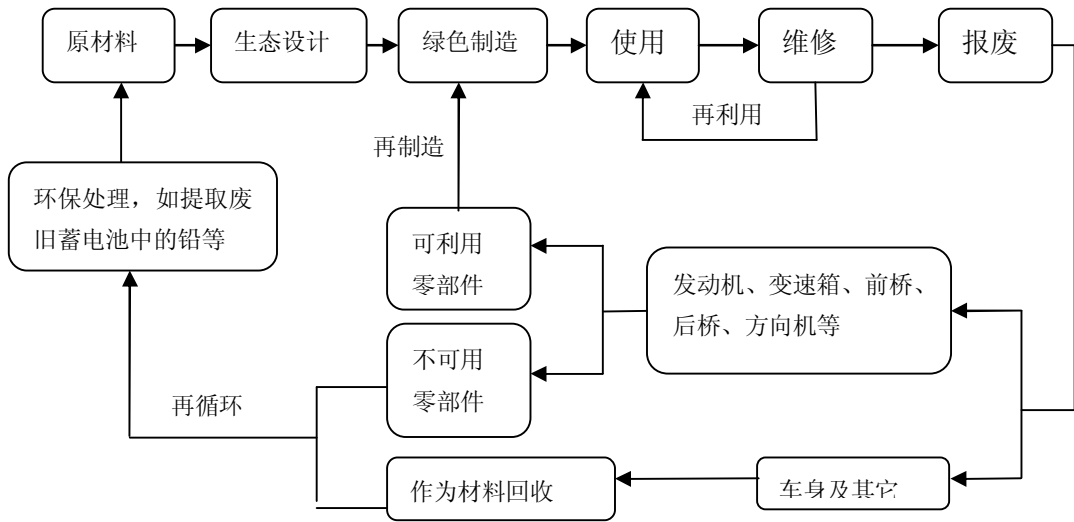 原材料
生态设计
绿色制造
使用
维修
报废
再利用
再制造
环保处理，如提取废
旧蓄电池中的铅等
可利用
零部件
发动机、变速箱、前桥、
后桥、方向机等
不可用
零部件
再循环
作为材料回收
车身及其它